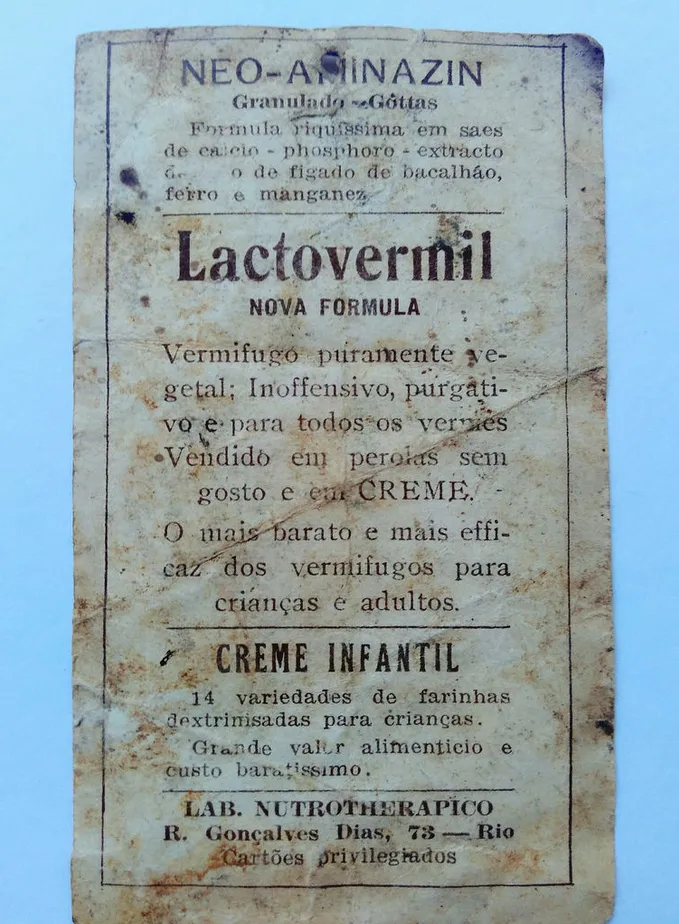 NEO-AMINAZIN
Granulado - Góttas
Formula riquissima em saes
de calcio - phosphoro - extracto
de figado de bacalháo,
ferro e manganez
Lactovermil
NOVA FORMULA
Vermifugo puramente ve-
getal; Inoffensivo, purgati-
vo e para todos os vermes
Vendido em perolas sem
gosto e em CREME.
O mais barato e mais effi-
caz dos vermifugos para
crianças e adultos.
CREME INFANTIL
14 variedades de farinhas
dextrinisadas para crianças.
Grande valor alimenticio e
custo baratissimo.
LAB. NUTROTHERAPICO
R. Gonçalves Dias, 73 — Rio
Cartões privilegiados